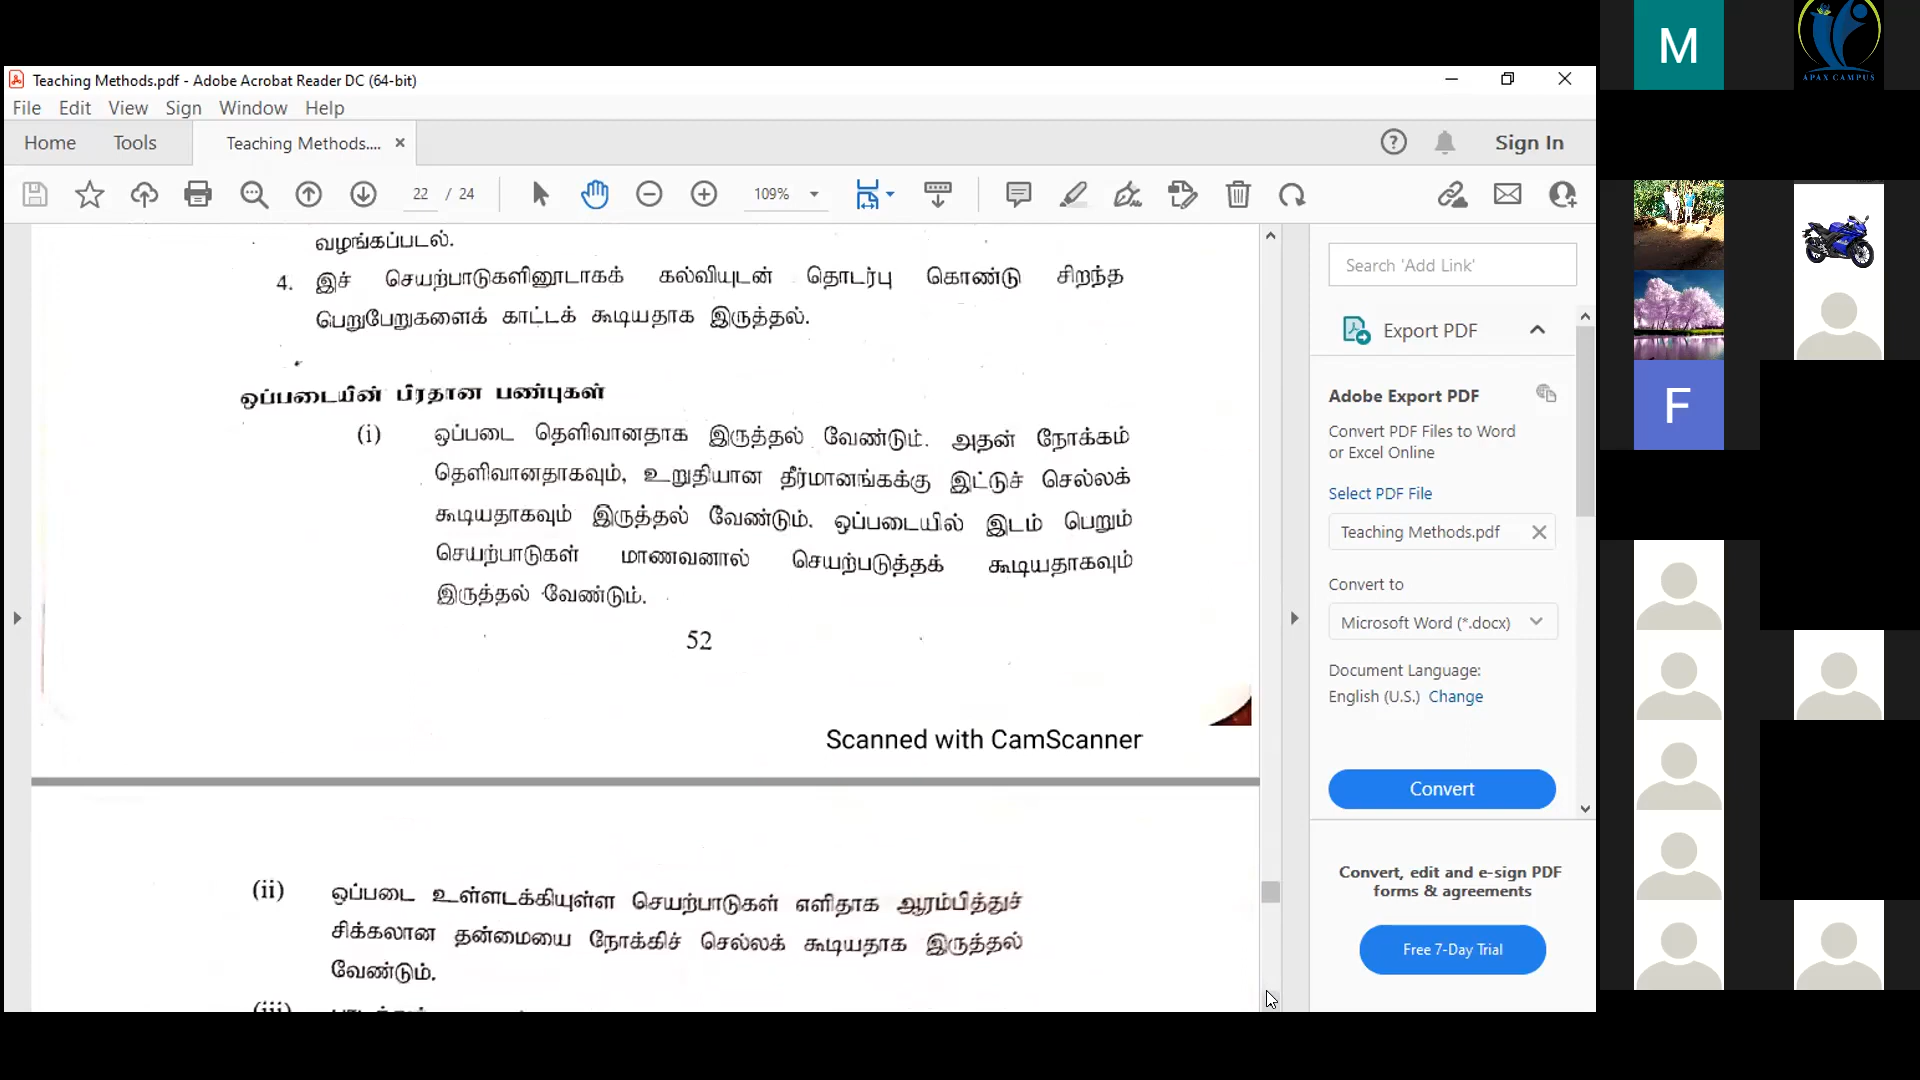 M
APAX CAMPUS
Teaching Methods.pdf - Adobe Acrobat Reader DC (64-bit)
File Edit View Sign Window Help
Home Tools Teaching Methods.... × Sign In
22 / 24 109%
வழங்கப்படல்.
4. இச் செயற்பாடுகளினூடாகக் கல்வியுடன் தொடர்பு கொண்டு சிறந்த
பெறுபேறுகளைக் காட்டக் கூடியதாக இருத்தல்.
ஒப்படையின் பிரதான பண்புகள்
(i) ஒப்படை தெளிவானதாக இருத்தல் வேண்டும். அதன் நோக்கம்
தெளிவானதாகவும், உறுதியான தீர்மானங்கக்கு இட்டுச் செல்லக்
கூடியதாகவும் இருத்தல் வேண்டும். ஒப்படையில் இடம் பெறும்
செயற்பாடுகள் மாணவனால் செயற்படுத்தக் கூடியதாகவும்
இருத்தல் வேண்டும்.
52
Scanned with CamScanner
(ii) ஒப்படை உள்ளடக்கியுள்ள செயற்பாடுகள் எளிதாக ஆரம்பித்துச்
சிக்கலான தன்மையை நோக்கிச் செல்லக் கூடியதாக இருத்தல்
வேண்டும்.
Search 'Add Link'
Export PDF
Adobe Export PDF
Convert PDF Files to Word
or Excel Online
Select PDF File
Teaching Methods.pdf
Convert to
Microsoft Word (*.docx)
Document Language:
English (U.S.) Change
Convert
Convert, edit and e-sign PDF
forms & agreements
Free 7-Day Trial
F